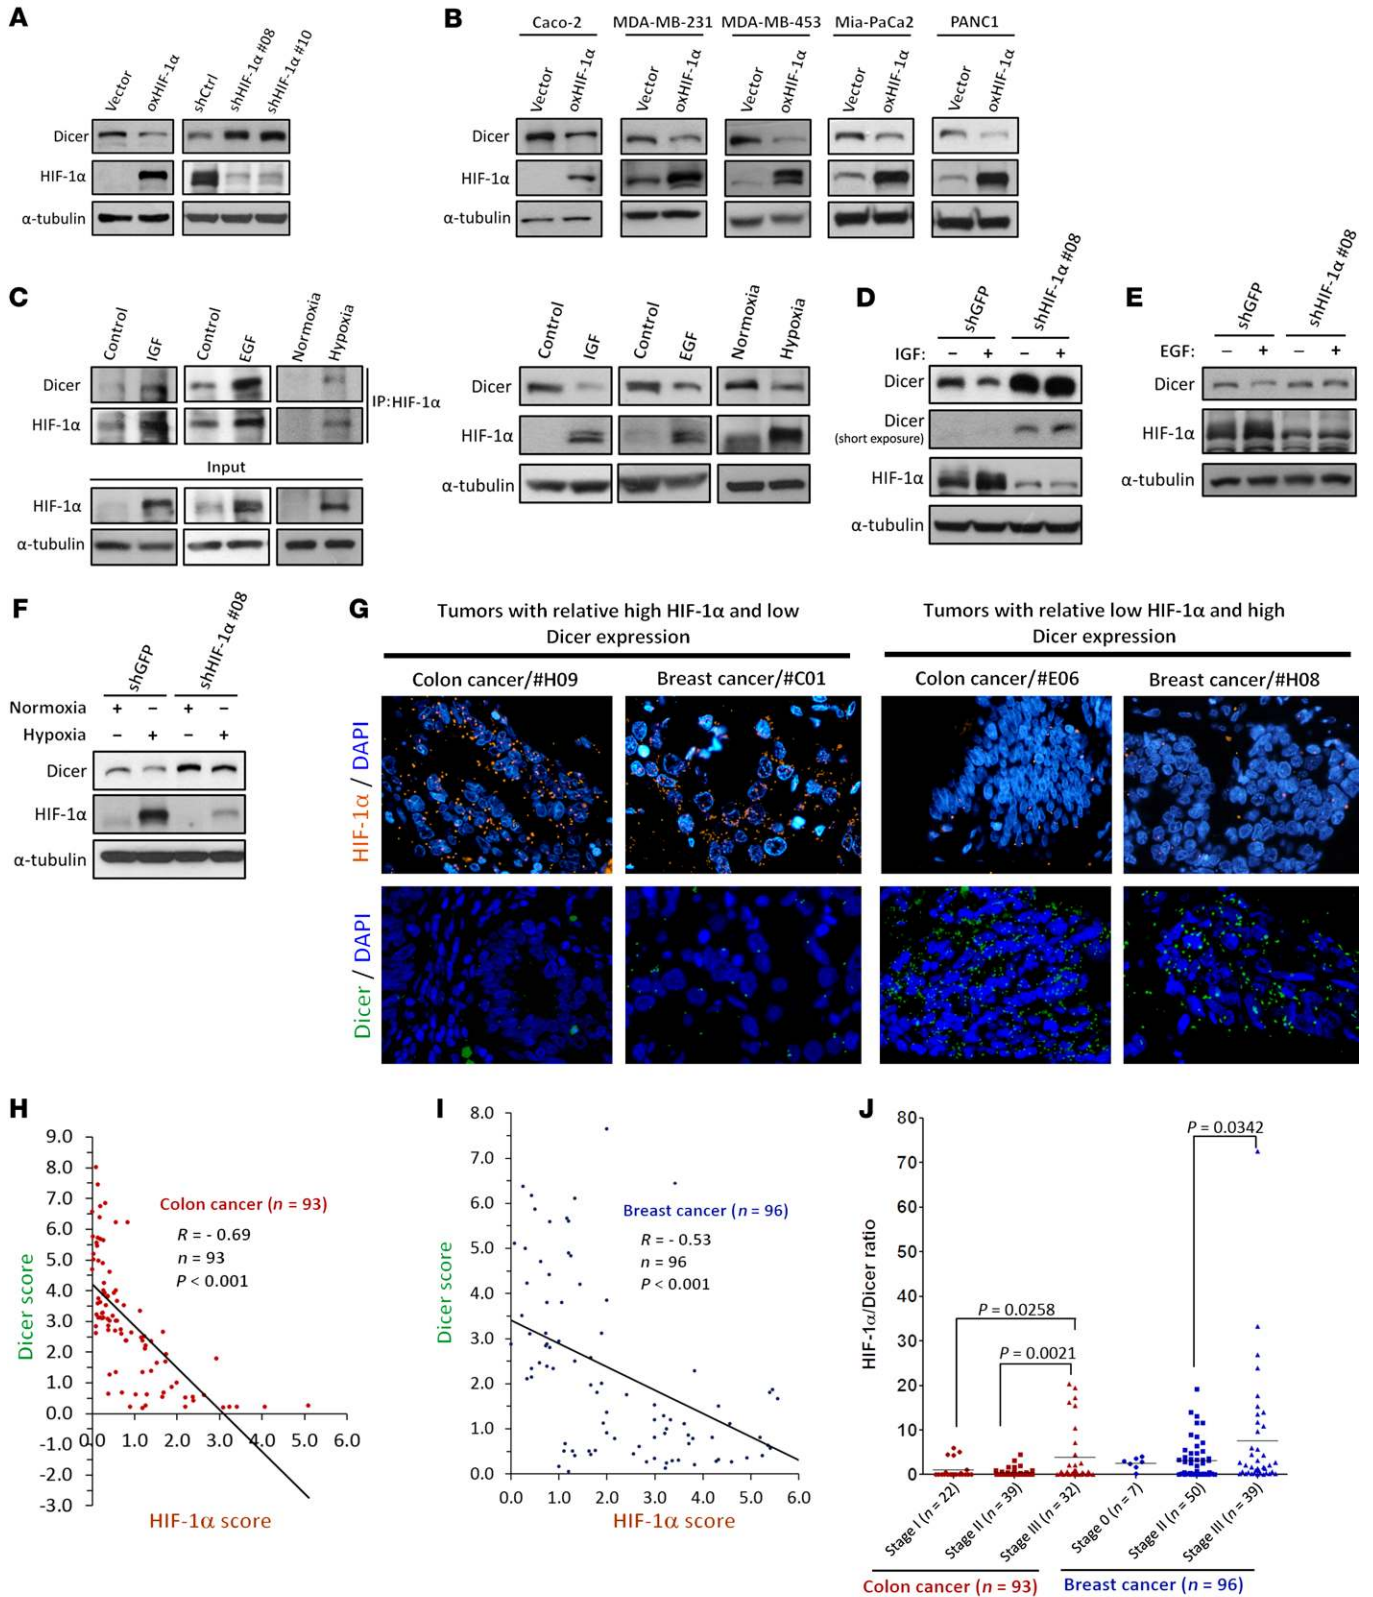 A
Vector
oxHIF-1α
shCtrl
shHIF-1α #08
shHIF-1α #10
Dicer
HIF-1α
α-tubulin
B
Caco-2
MDA-MB-231
MDA-MB-453
Mia-PaCa2
PANC1
Vector
oxHIF-1α
Vector
oxHIF-1α
Vector
oxHIF-1α
Vector
oxHIF-1α
Vector
oxHIF-1α
Dicer
HIF-1α
α-tubulin
C
Control
IGF
Control
EGF
Normoxia
Hypoxia
Dicer
HIF-1α
IP:HIF-1α
Input
HIF-1α
α-tubulin
Control
IGF
Control
EGF
Normoxia
Hypoxia
Dicer
HIF-1α
α-tubulin
D
shGFP
shHIF-1α #08
IGF: – + – +
Dicer
Dicer
(short exposure)
HIF-1α
α-tubulin
E
shGFP
shHIF-1α #08
EGF: – + – +
Dicer
HIF-1α
α-tubulin
F
shGFP
shHIF-1α #08
Normoxia + – + –
Hypoxia – + – +
Dicer
HIF-1α
α-tubulin
G
Tumors with relative high HIF-1α and low
Dicer expression
Tumors with relative low HIF-1α and high
Dicer expression
Colon cancer/#H09
Breast cancer/#C01
Colon cancer/#E06
Breast cancer/#H08
HIF-1α / DAPI
Dicer / DAPI
H
9.0
8.0
7.0
6.0
5.0
4.0
3.0
2.0
1.0
0.0
-1.0
-2.0
-3.0
0.0 1.0 2.0 3.0 4.0 5.0 6.0
Dicer score
HIF-1α score
Colon cancer (n = 93)
R = - 0.69
n = 93
P < 0.001
I
8.0
7.0
6.0
5.0
4.0
3.0
2.0
1.0
0.0
0.0 1.0 2.0 3.0 4.0 5.0 6.0
Dicer score
HIF-1α score
Breast cancer (n = 96)
R = - 0.53
n = 96
P < 0.001
J
80
70
60
50
40
30
20
10
0
HIF-1α/Dicer ratio
P = 0.0258
P = 0.0021
P = 0.0342
Stage I (n = 22)
Stage II (n = 39)
Stage III (n = 32)
Stage 0 (n = 7)
Stage II (n = 50)
Stage III (n = 39)
Colon cancer (n = 93)
Breast cancer (n = 96)